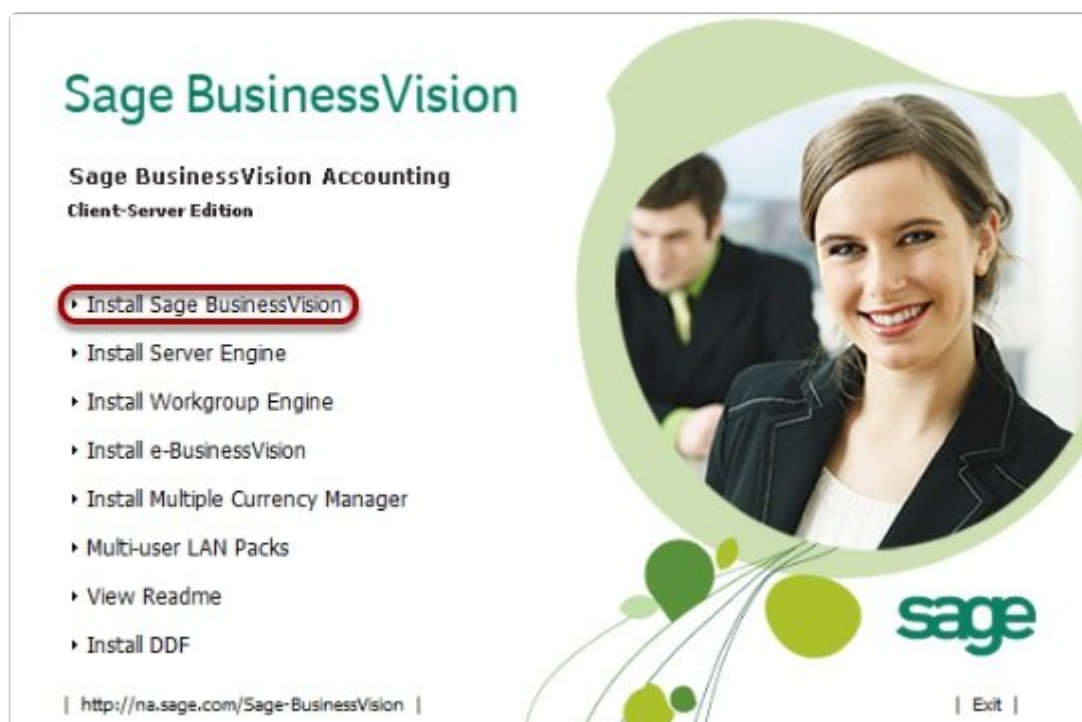 Sage BusinessVision
Sage BusinessVision Accounting
Client-Server Edition
Install Sage BusinessVision
Install Server Engine
Install Workgroup Engine
Install e-BusinessVision
Install Multiple Currency Manager
Multi-user LAN Packs
View Readme
Install DDF
sage
| http://na.sage.com/Sage-BusinessVision |
| Exit |